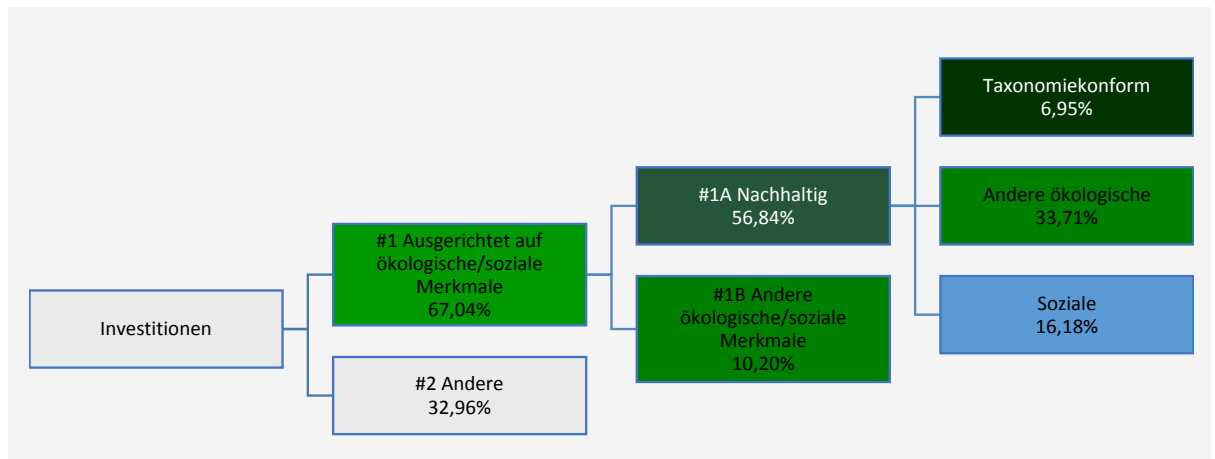 Investitionen
#1 Ausgerichtet auf
ökologische/soziale
Merkmale
67,04%
#2 Andere
32,96%
#1A Nachhaltig
56,84%
#1B Andere
ökologische/soziale
Merkmale
10,20%
Taxonomiekonform
6,95%
Andere ökologische
33,71%
Soziale
16,18%